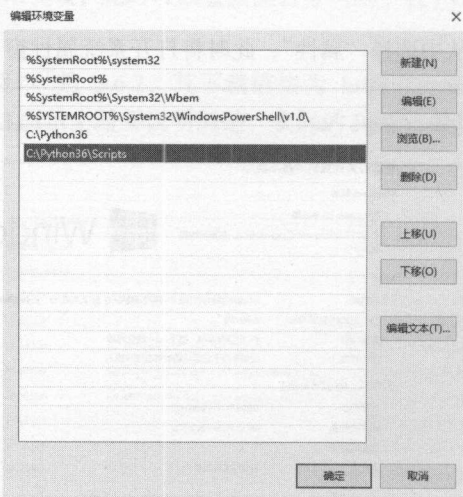 编辑环境变量
%SystemRoot%\system32
%SystemRoot%
%SystemRoot%\System32\Wbem
%SYSTEMROOT%\System32\WindowsPowerShell\v1.0\
C:\Python36
C:\Python36\Scripts
新建(N)
编辑(E)
浏览(B)...
删除(D)
上移(U)
下移(O)
编辑文本(T)...
确定
取消